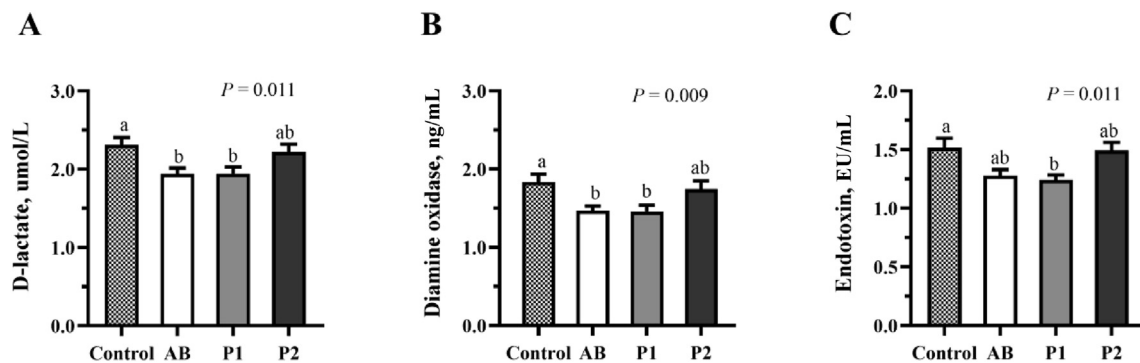 A
D-lactate, umol/L
3.0
2.0
1.0
0.0
P = 0.011
a
b
b
ab
Control AB P1 P2
B
Diamine oxidase, ng/mL
3.0
2.0
1.0
0.0
P = 0.009
a
b
b
ab
Control AB P1 P2
C
Endotoxin, EU/mL
2.0
1.5
1.0
0.5
0.0
P = 0.011
a
ab
b
ab
Control AB P1 P2